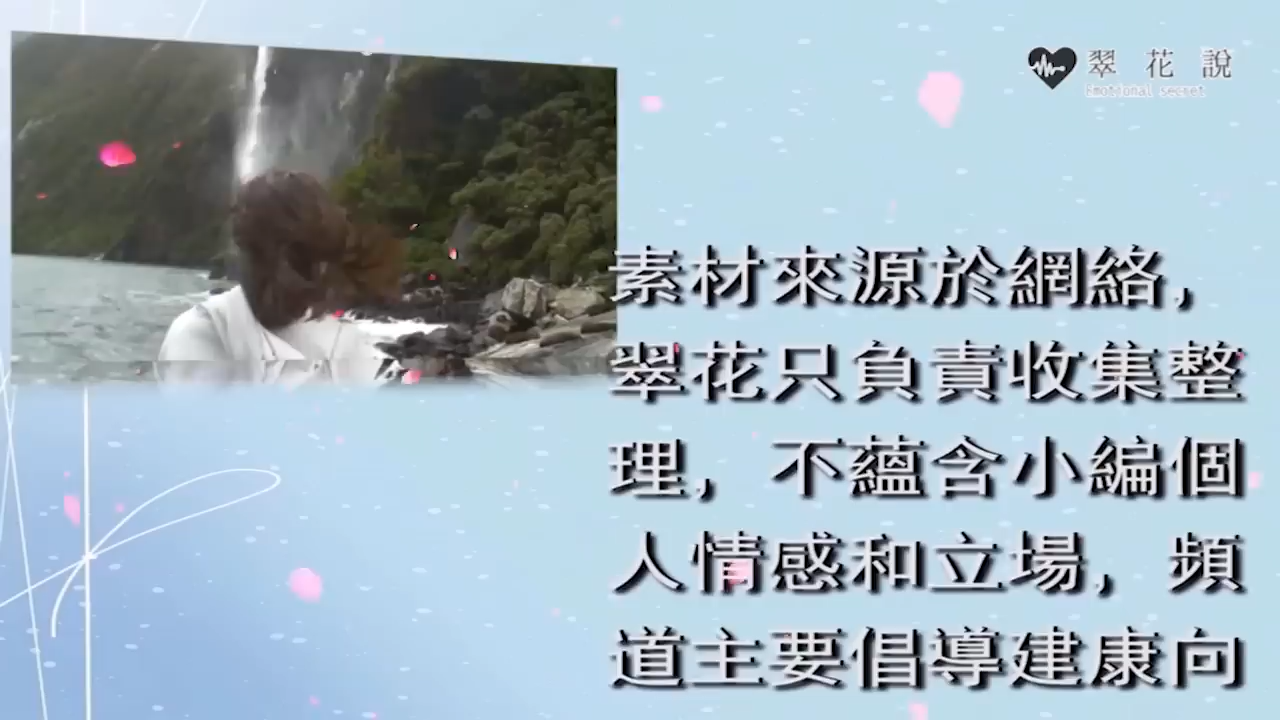 翠花說
Emotional secret
素材來源於網絡，
翠花只負責收集整
理，不蘊含小編個
人情感和立場，頻
道主要倡導建康向